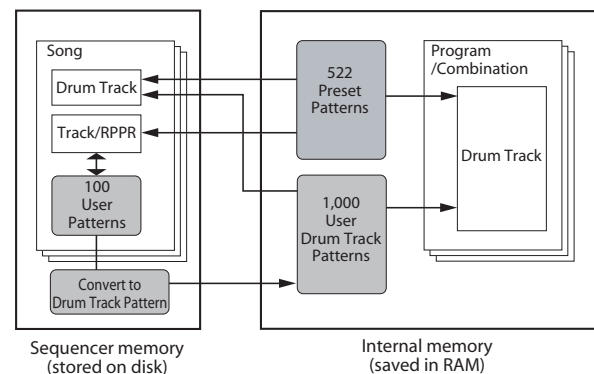 Song
Drum Track
Track/RPPR
100
User
Patterns
Convert to
Drum Track Pattern
522
Preset
Patterns
1,000
User
Drum Track
Patterns
Program
/Combination
Drum Track
Sequencer memory
(stored on disk)
Internal memory
(saved in RAM)